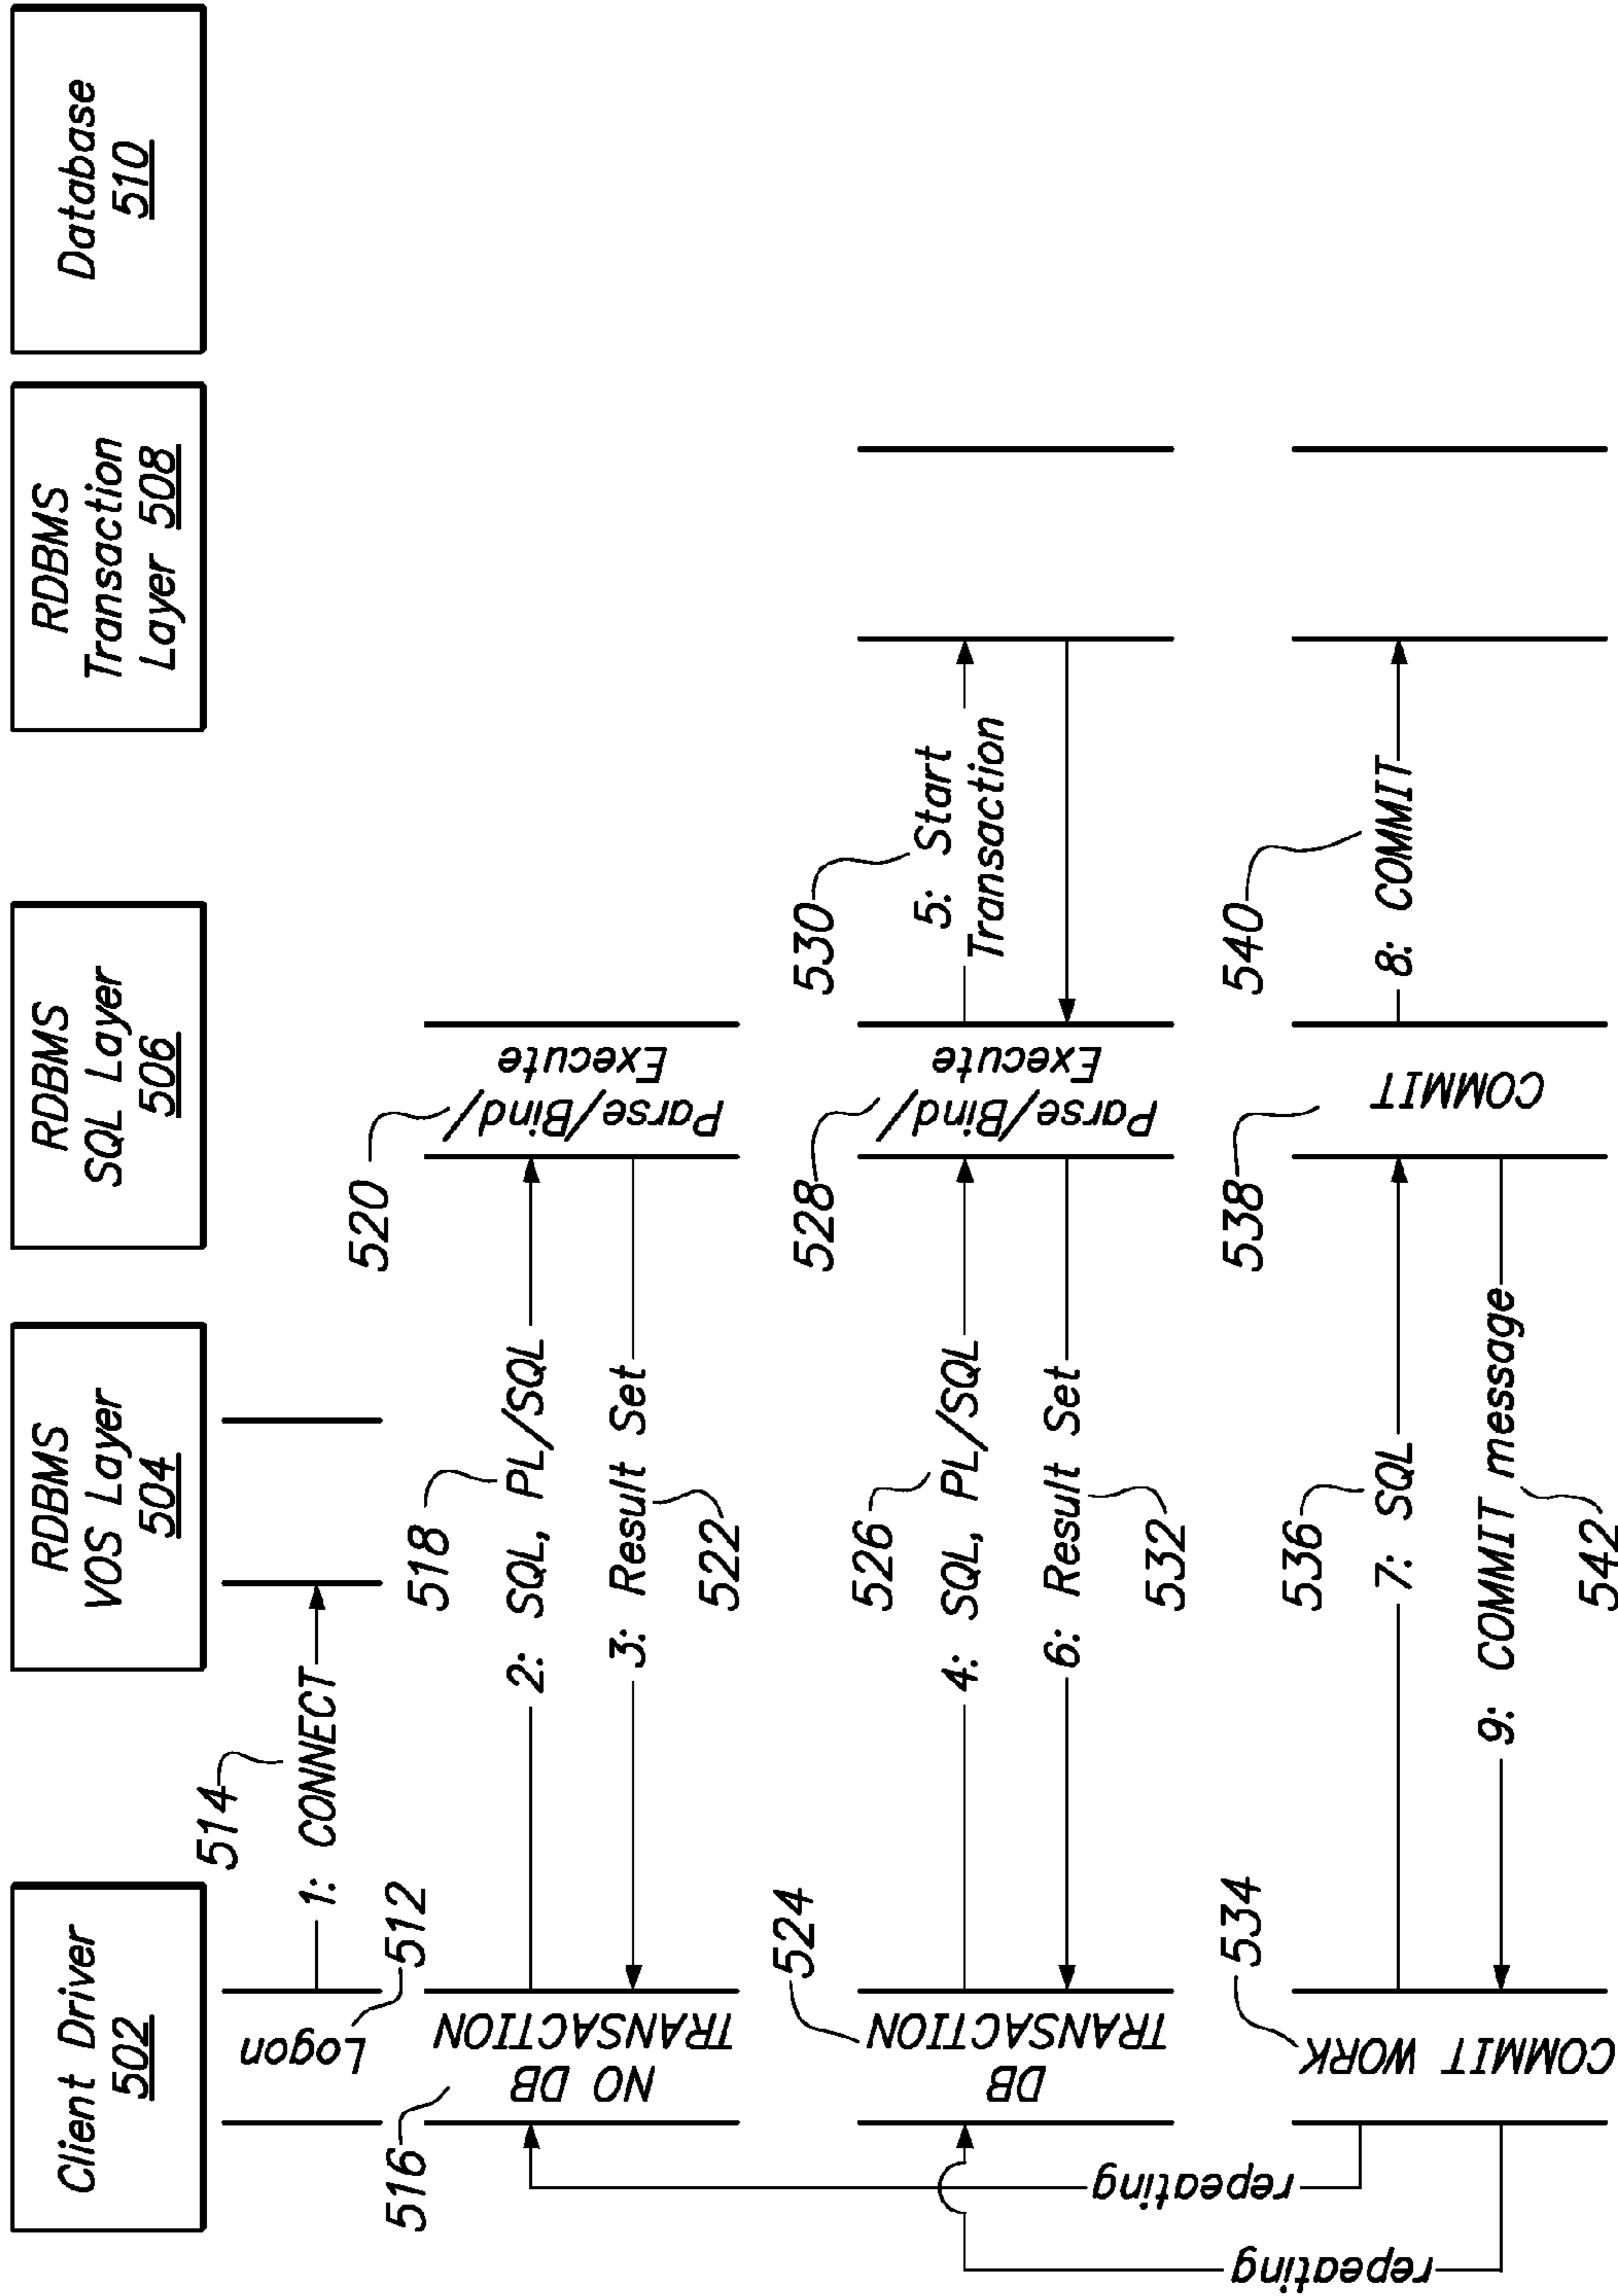 Client Driver
502
RDBMS
VOS Layer
504
RDBMS
SQL Layer
506
RDBMS
Transaction
Layer 508
Database
510
Logon
512
514
1: CONNECT
516
NO DB
TRANSACTION
518
2: SQL, PL/SQL
520
Parse/Bind/
Execute
3: Result Set
522
524
DB
TRANSACTION
526
4: SQL, PL/SQL
528
Parse/Bind/
Execute
530
5: Start
Transaction
6: Result Set
532
534
COMMIT WORK
536
7: SQL
538
COMMIT
540
8: COMMIT
9: COMMIT message
542
repeating
repeating